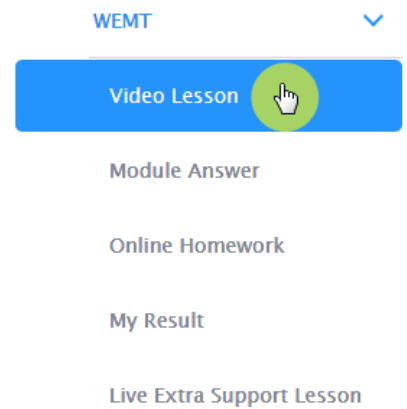 WEMT
Video Lesson
Module Answer
Online Homework
My Result
Live Extra Support Lesson